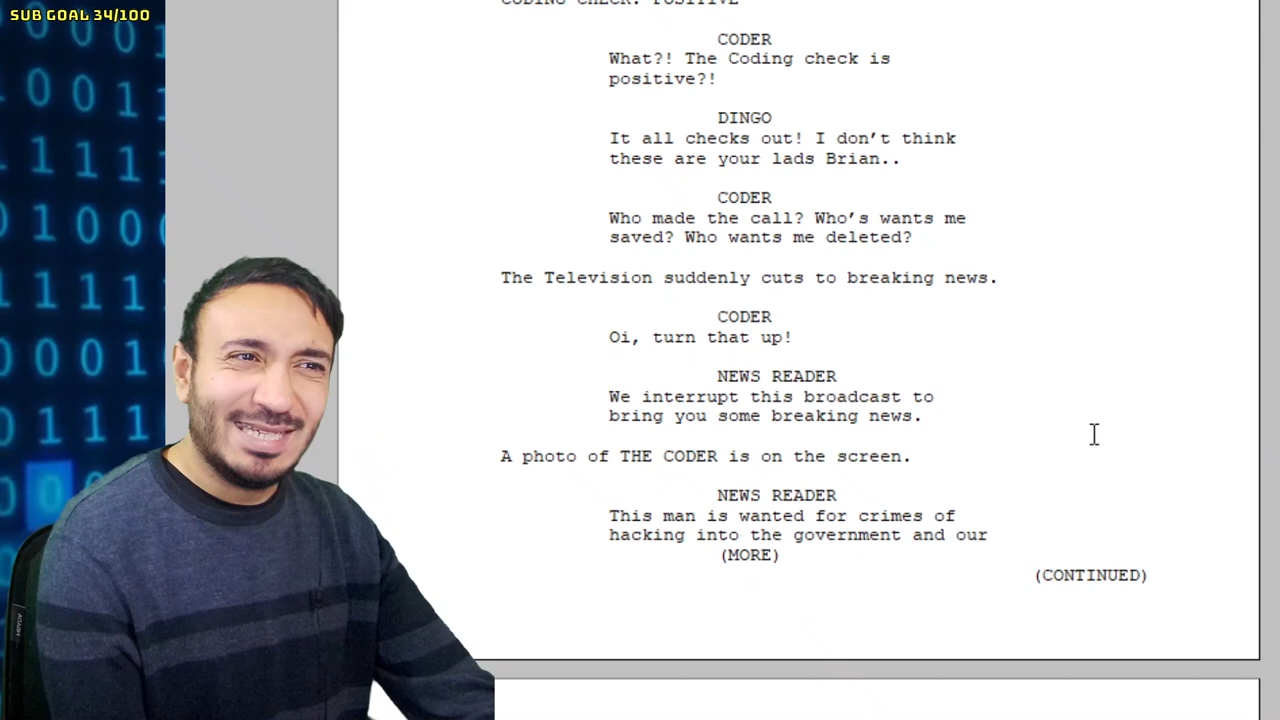 SUB GOAL 34/100
CODING CHECK: POSITIVE
CODER
What?! The Coding check is
positive?!
DINGO
It all checks out! I don’t think
these are your lads Brian..
CODER
Who made the call? Who’s wants me
saved? Who wants me deleted?
The Television suddenly cuts to breaking news.
CODER
Oi, turn that up!
NEWS READER
We interrupt this broadcast to
bring you some breaking news.
A photo of THE CODER is on the screen.
NEWS READER
This man is wanted for crimes of
hacking into the government and our
(MORE)
(CONTINUED)